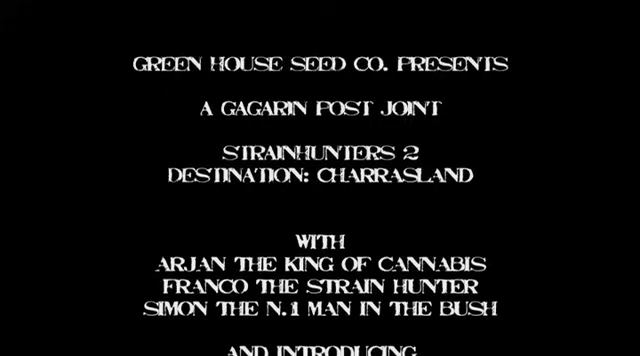 GREEN HOUSE SEED CO. PRESENTS
A GAGARIN POST JOINT
STRAINHUNTERS 2
DESTINATION: CHARRASLAND
WITH
ARJAN THE KING OF CANNABIS
FRANCO THE STRAIN HUNTER
SIMON THE N.1 MAN IN THE BUSH
AND INTRODUCING